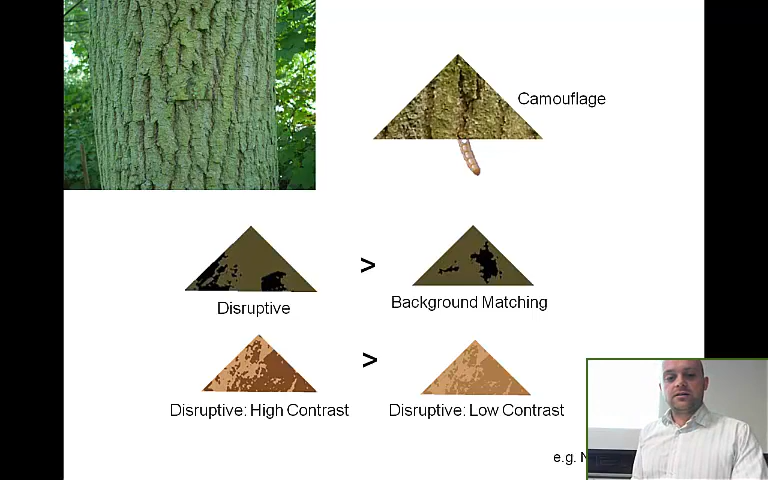 Camouflage
>
Disruptive
Background Matching
>
Disruptive: High Contrast
Disruptive: Low Contrast
e.g.